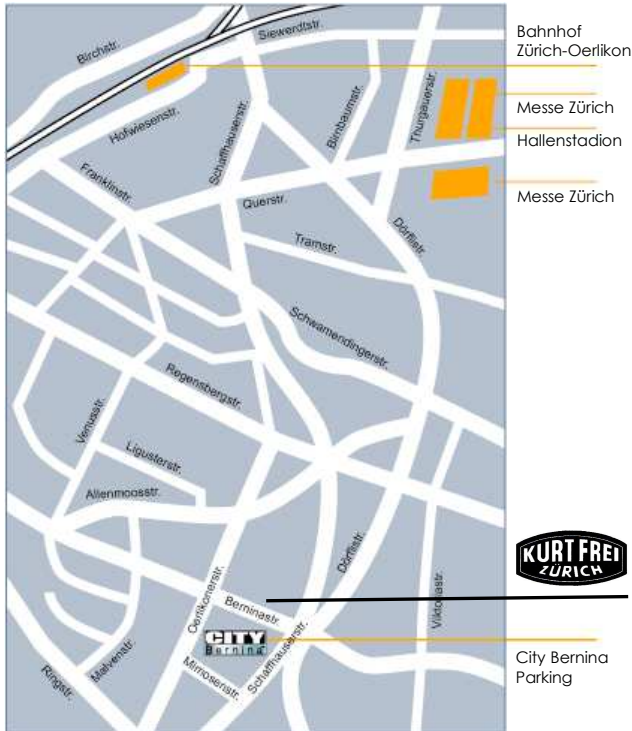 Birchstr.
Siewerdtstr.
Bahnhof
Zürich-Oerlikon
Hofwiesenstr.
Schaffhauserstr.
Birnbaumstr.
Thurgauerstr.
Messe Zürich
Hallenstadion
Messe Zürich
Franklinstr.
Querstr.
Dörflistr.
Tramstr.
Schwamendingerstr.
Regensbergstr.
Venusstr.
Ligusterstr.
Allenmoosstr.
Dörflistr.
KURT FREI
ZÜRICH
Oerlikonerstr.
Berninastr.
Viktoriastr.
CITY
Bernina
Mimosenstr.
Schaffhauserstr.
Malvenstr.
Ringstr.
City Bernina
Parking